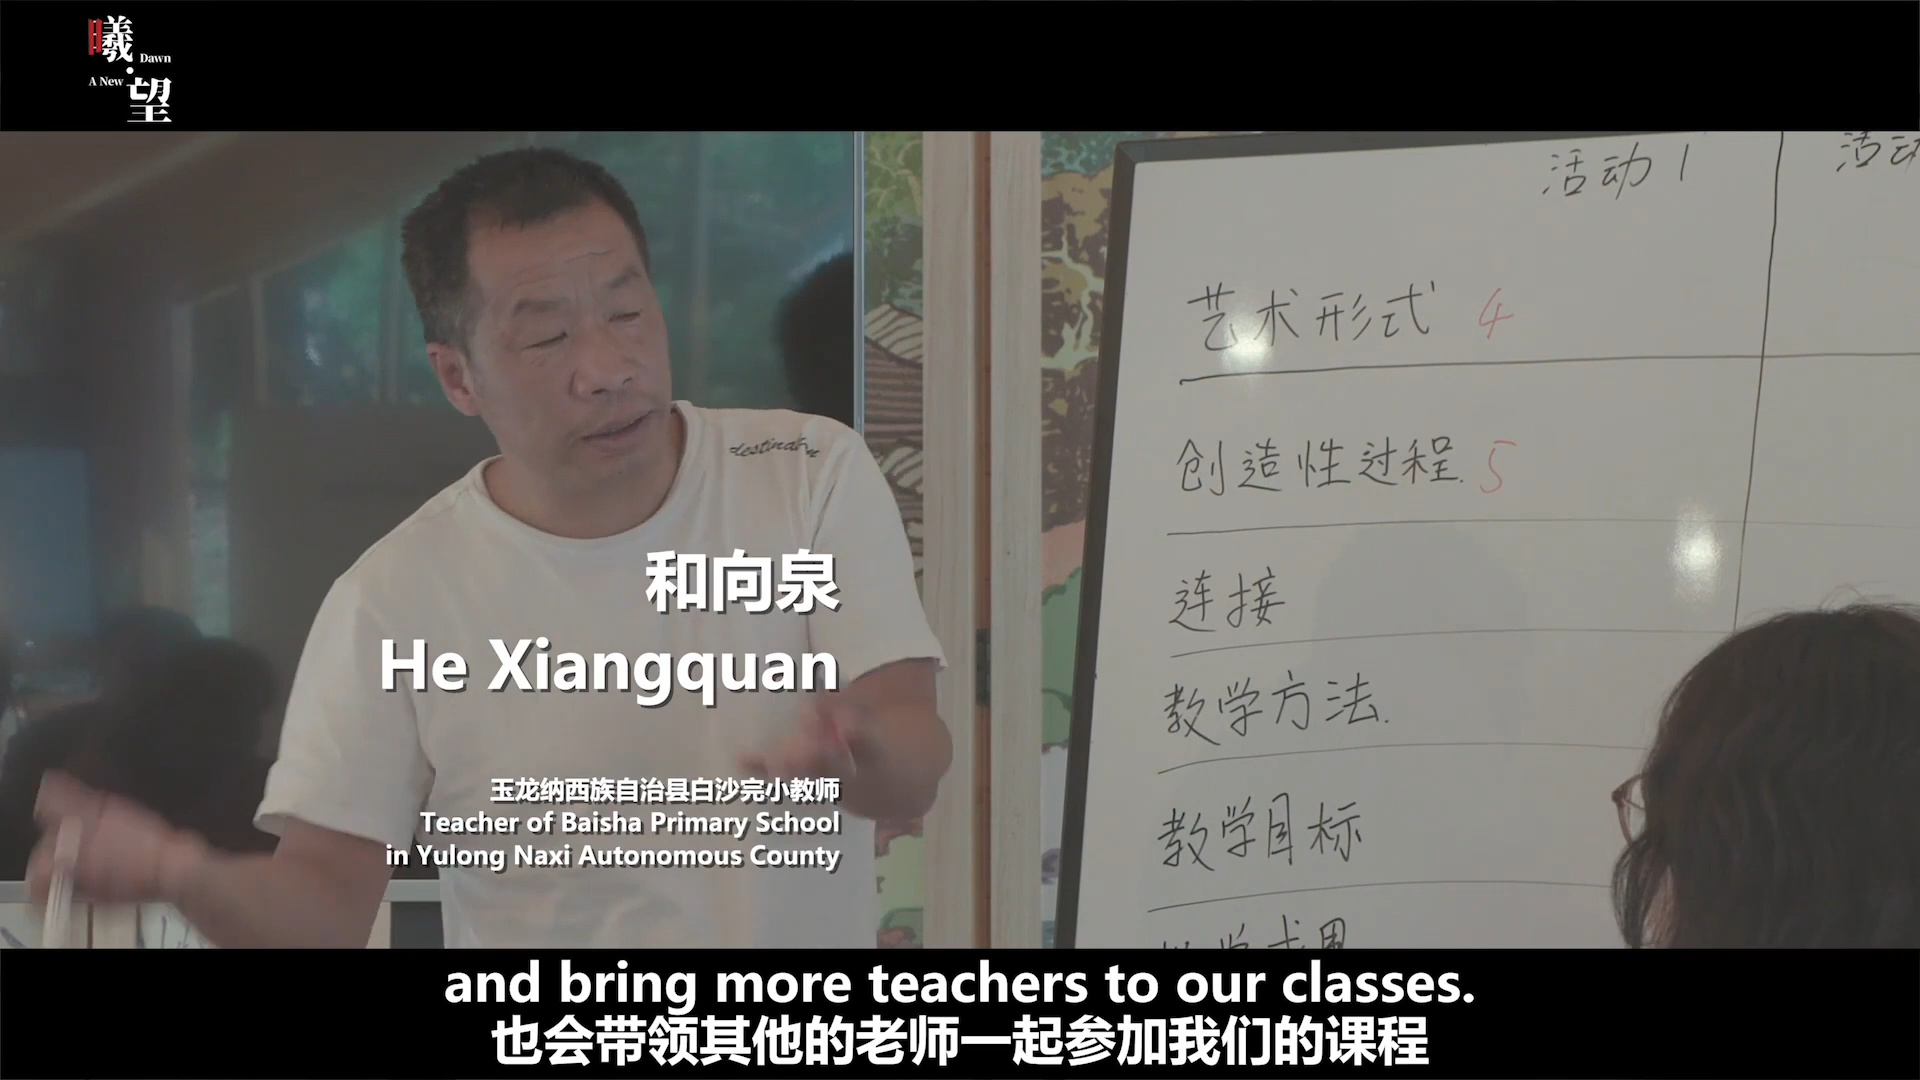 曦·望
A New Dawn
活动1
活动
艺术形式 4
创造性过程. 5
连接
教学方法.
教学目标
和向泉
He Xiangquan
玉龙纳西族自治县白沙完小教师
Teacher of Baisha Primary School
in Yulong Naxi Autonomous County
and bring more teachers to our classes.
也会带领其他的老师一起参加我们的课程